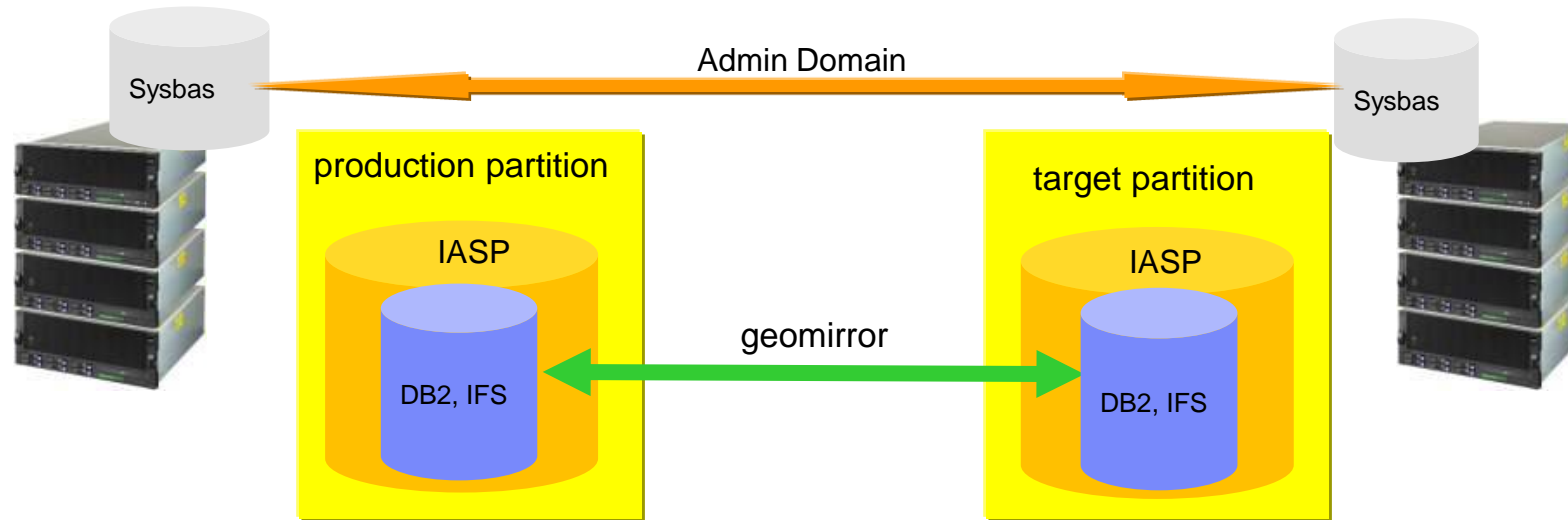 Sysbas
Admin Domain
Sysbas
production partition
target partition
IASP
IASP
geomirror
DB2, IFS
DB2, IFS